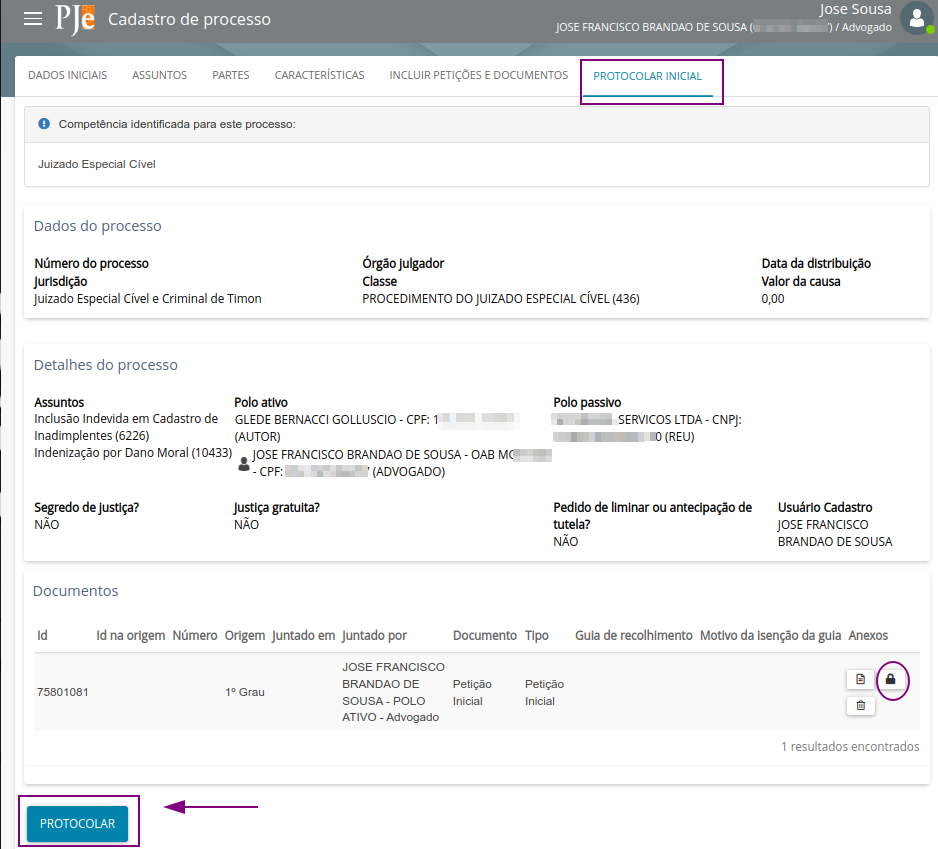 PJe
Cadastro de processo
Jose Sousa
JOSE FRANCISCO BRANDAO DE SOUSA ( ) / Advogado
DADOS INICIAIS
ASSUNTOS
PARTES
CARACTERÍSTICAS
INCLUIR PETIÇÕES E DOCUMENTOS
PROTOCOLAR INICIAL
Competência identificada para este processo:
Juizado Especial Cível
Dados do processo
Número do processo
Órgão julgador
Data da distribuição
Jurisdição
Classe
Valor da causa
Juizado Especial Cível e Criminal de Timon
PROCEDIMENTO DO JUIZADO ESPECIAL CÍVEL (436)
0,00
Detalhes do processo
Assuntos
Inclusão Indevida em Cadastro de
Inadimplentes (6226)
Indenização por Dano Moral (10433)
Polo ativo
GLEDE BERNACCI GOLLUSCIO - CPF: 1
(AUTOR)
JOSE FRANCISCO BRANDAO DE SOUSA - OAB
- CPF: (ADVOGADO)
Polo passivo
SERVICOS LTDA - CNPJ:
0 (REU)
Segredo de justiça?
NÃO
Justiça gratuita?
NÃO
Pedido de liminar ou antecipação de
tutela?
NÃO
Usuário Cadastro
JOSE FRANCISCO
BRANDAO DE SOUSA
Documentos
Id
Id na origem
Número
Origem
Juntado em
Juntado por
Documento
Tipo
Guia de recolhimento
Motivo da isenção da guia
Anexos
75801081
1º Grau
JOSE FRANCISCO
BRANDAO DE
SOUSA - POLO
ATIVO - Advogado
Petição
Inicial
Petição
Inicial
1 resultados encontrados
PROTOCOLAR